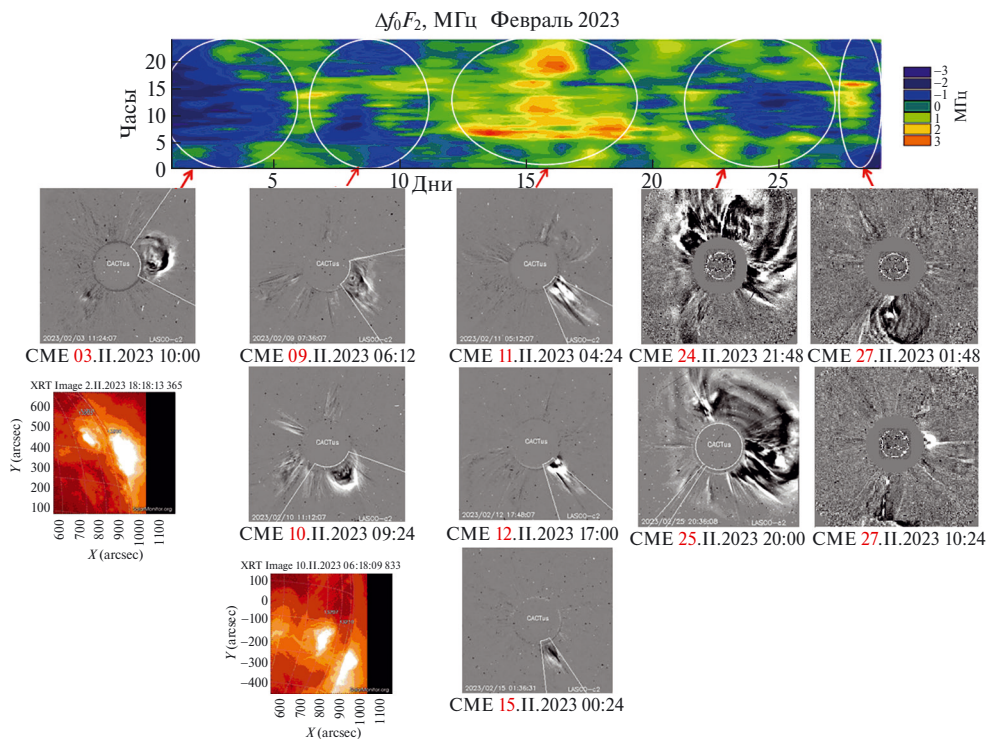 Δf₀F₂, МГц Февраль 2023
Часы
20
15
10
5
0
5
10
15
20
25
Дни
–3
–2
–1
0
1
2
3
МГц
CACTus
2023/02/03 11:24:07 LASCO-c2
CME 03.II.2023 10:00
CACTus
2023/02/09 07:36:07 LASCO-c2
CME 09.II.2023 06:12
CACTus
2023/02/11 05:12:07 LASCO-c2
CME 11.II.2023 04:24
CME 24.II.2023 21:48
CME 27.II.2023 01:48
XRT Image 2.II.2023 18:18:13 365
Y (arcsec)
600
500
400
300
200
100
600
700
800
900
1000
1100
X (arcsec)
CACTus
2023/02/10 11:12:07 LASCO-c2
CME 10.II.2023 09:24
CACTus
2023/02/12 17:48:07 LASCO-c2
CME 12.II.2023 17:00
CACTus
2023/02/25 20:36:08 LASCO-c2
CME 25.II.2023 20:00
CME 27.II.2023 10:24
XRT Image 10.II.2023 06:18:09 833
Y (arcsec)
100
0
–100
–200
–300
–400
600
700
800
900
1000
1100
X (arcsec)
CACTus
2023/02/15 01:36:31 LASCO-c2
CME 15.II.2023 00:24